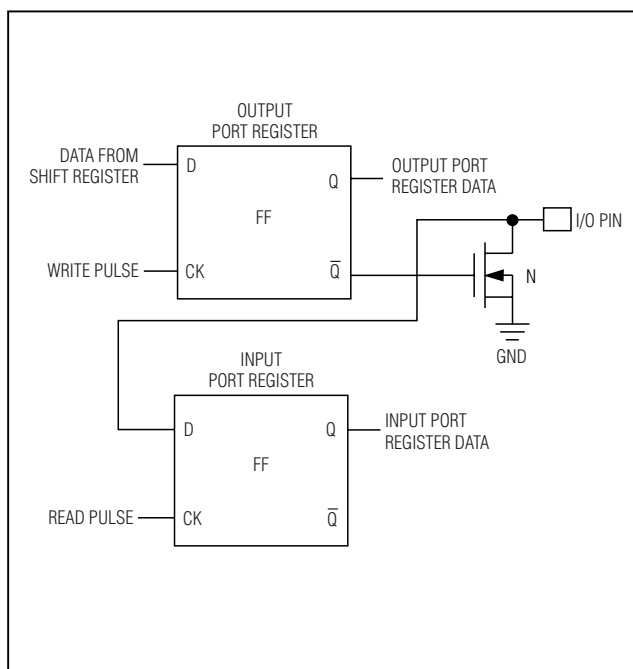 OUTPUT
PORT REGISTER
DATA FROM
SHIFT REGISTER
D
Q
OUTPUT PORT
REGISTER DATA
I/O PIN
FF
WRITE PULSE
CK
Q̅
N
GND
INPUT
PORT REGISTER
D
Q
INPUT PORT
REGISTER DATA
FF
READ PULSE
CK
Q̅